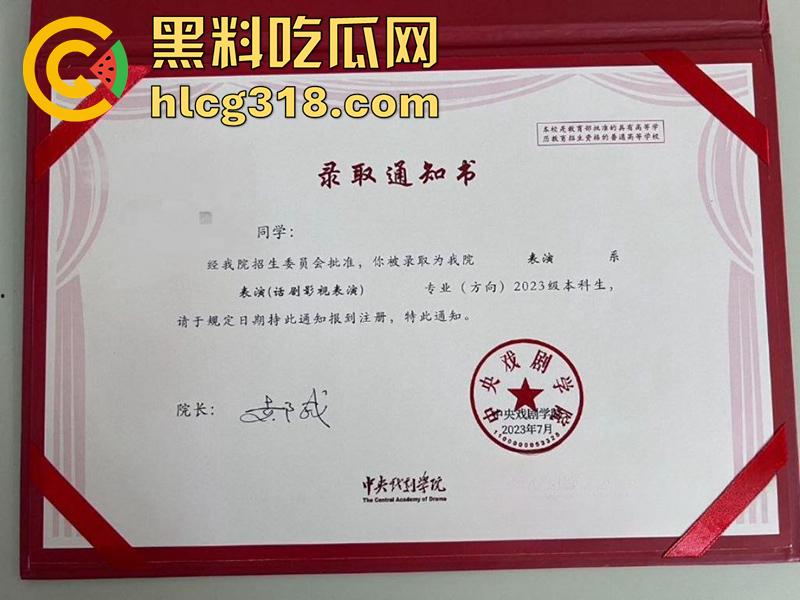 黑料吃瓜网
hlcg318.com
本校是教育部批准的具有高等学
历教育招生资格的普通高等学校
录取通知书
同学：
经我院招生委员会批准，你被录取为我院 表演 系
表演(话剧影视表演) 专业（方向）2023级本科生，
请于规定日期持此通知报到注册，特此通知。
院长：
中央戏剧学院
中央戏剧学院
2023年7月
中央戏剧学院
The Central Academy of Drama